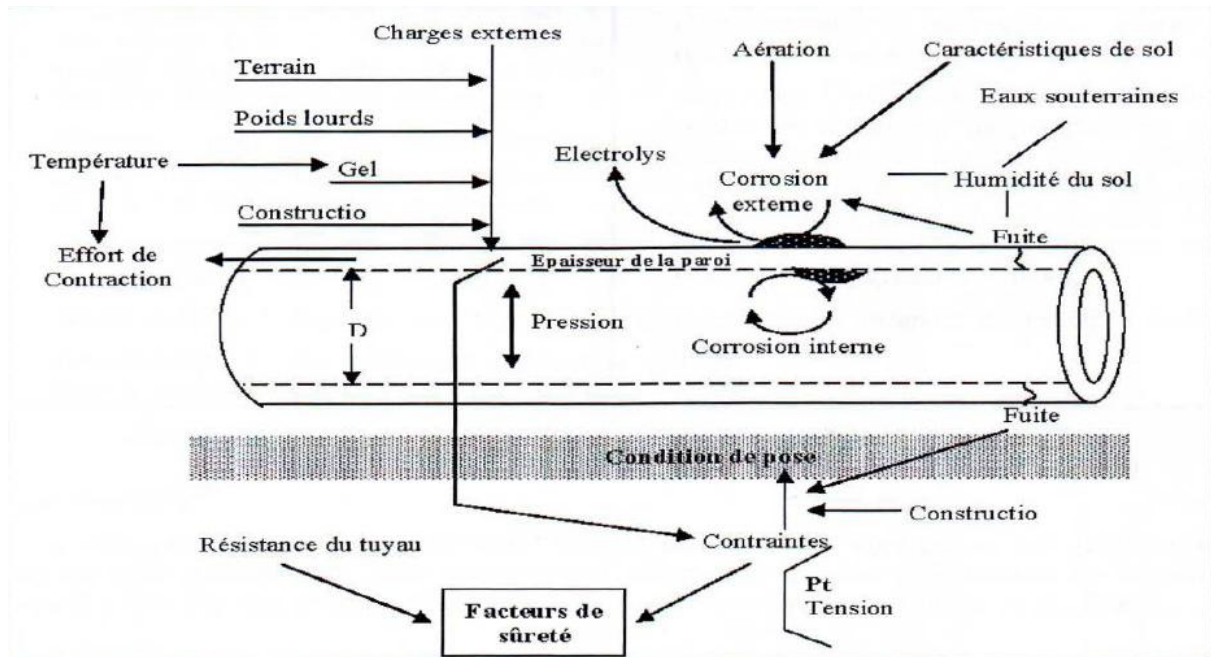 Charges externes
Aération
Caractéristiques de sol
Terrain
Eaux souterraines
Poids lourds
Electrolys
Température
Gel
Corrosion
externe
Humidité du sol
Constructio
Fuite
Effort de
Contraction
Epaisseur de la paroi
D
Pression
Corrosion interne
Fuite
Condition de pose
Constructio
Résistance du tuyau
Contraintes
Pt
Tension
Facteurs de
sûreté